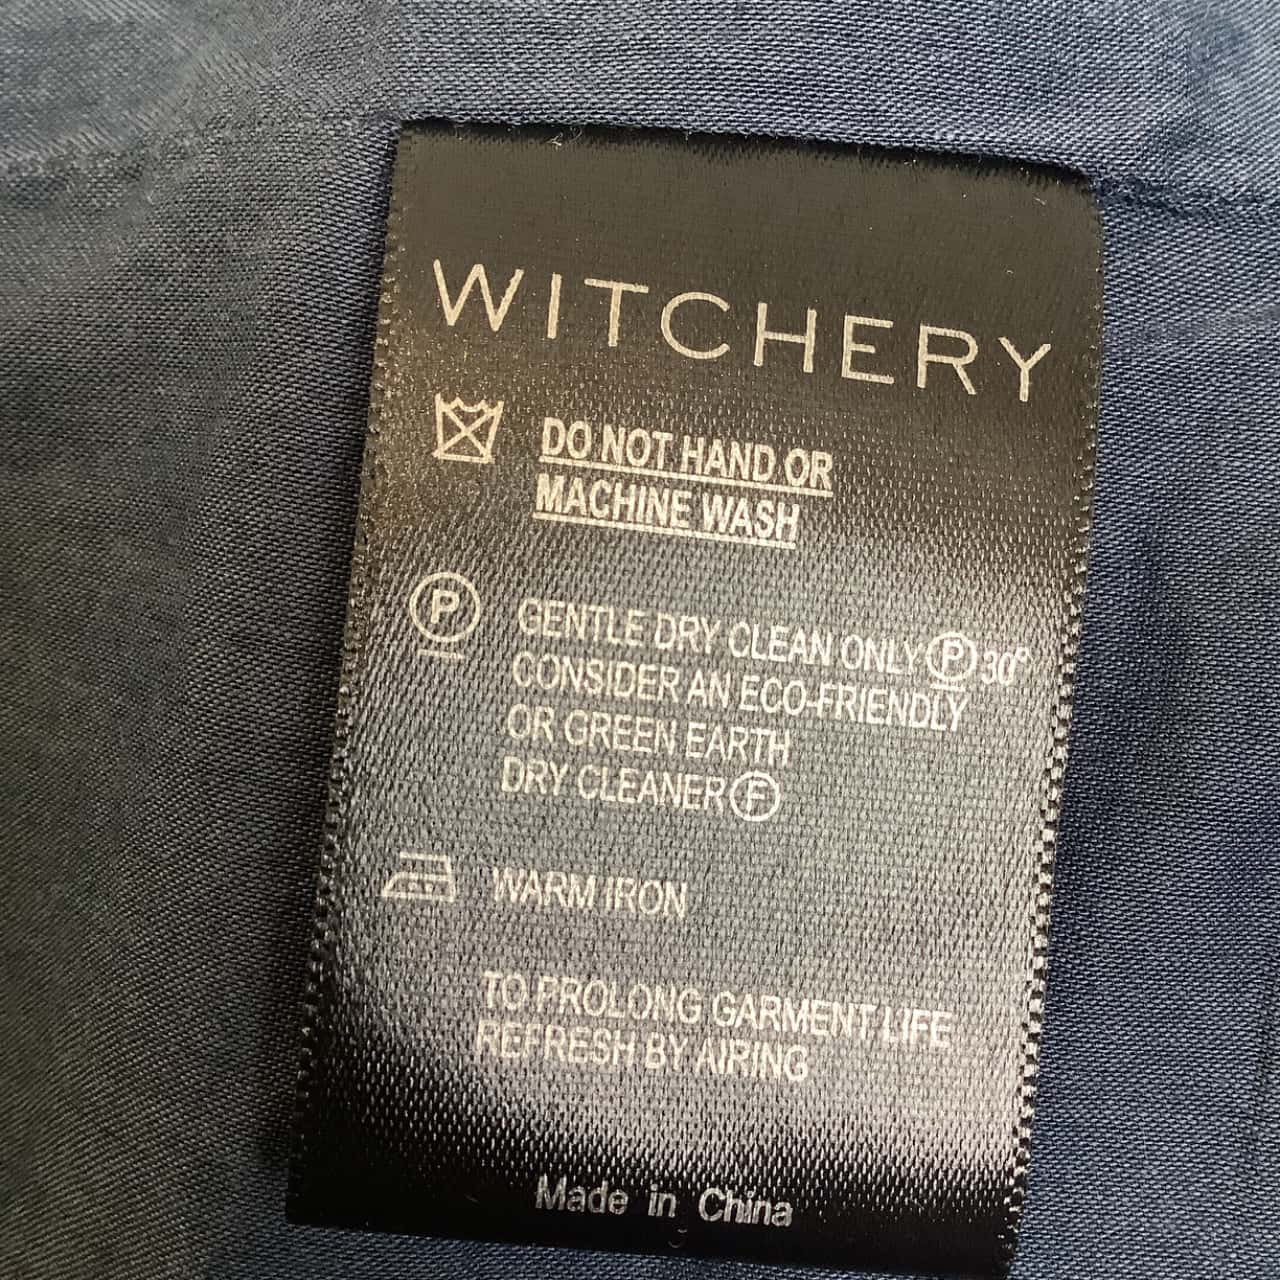 WITCHERY
DO NOT HAND OR
MACHINE WASH
P
GENTLE DRY CLEAN ONLY P 30°
CONSIDER AN ECO-FRIENDLY
OR GREEN EARTH
DRY CLEANER F
WARM IRON
TO PROLONG GARMENT LIFE
REFRESH BY AIRING
Made in China